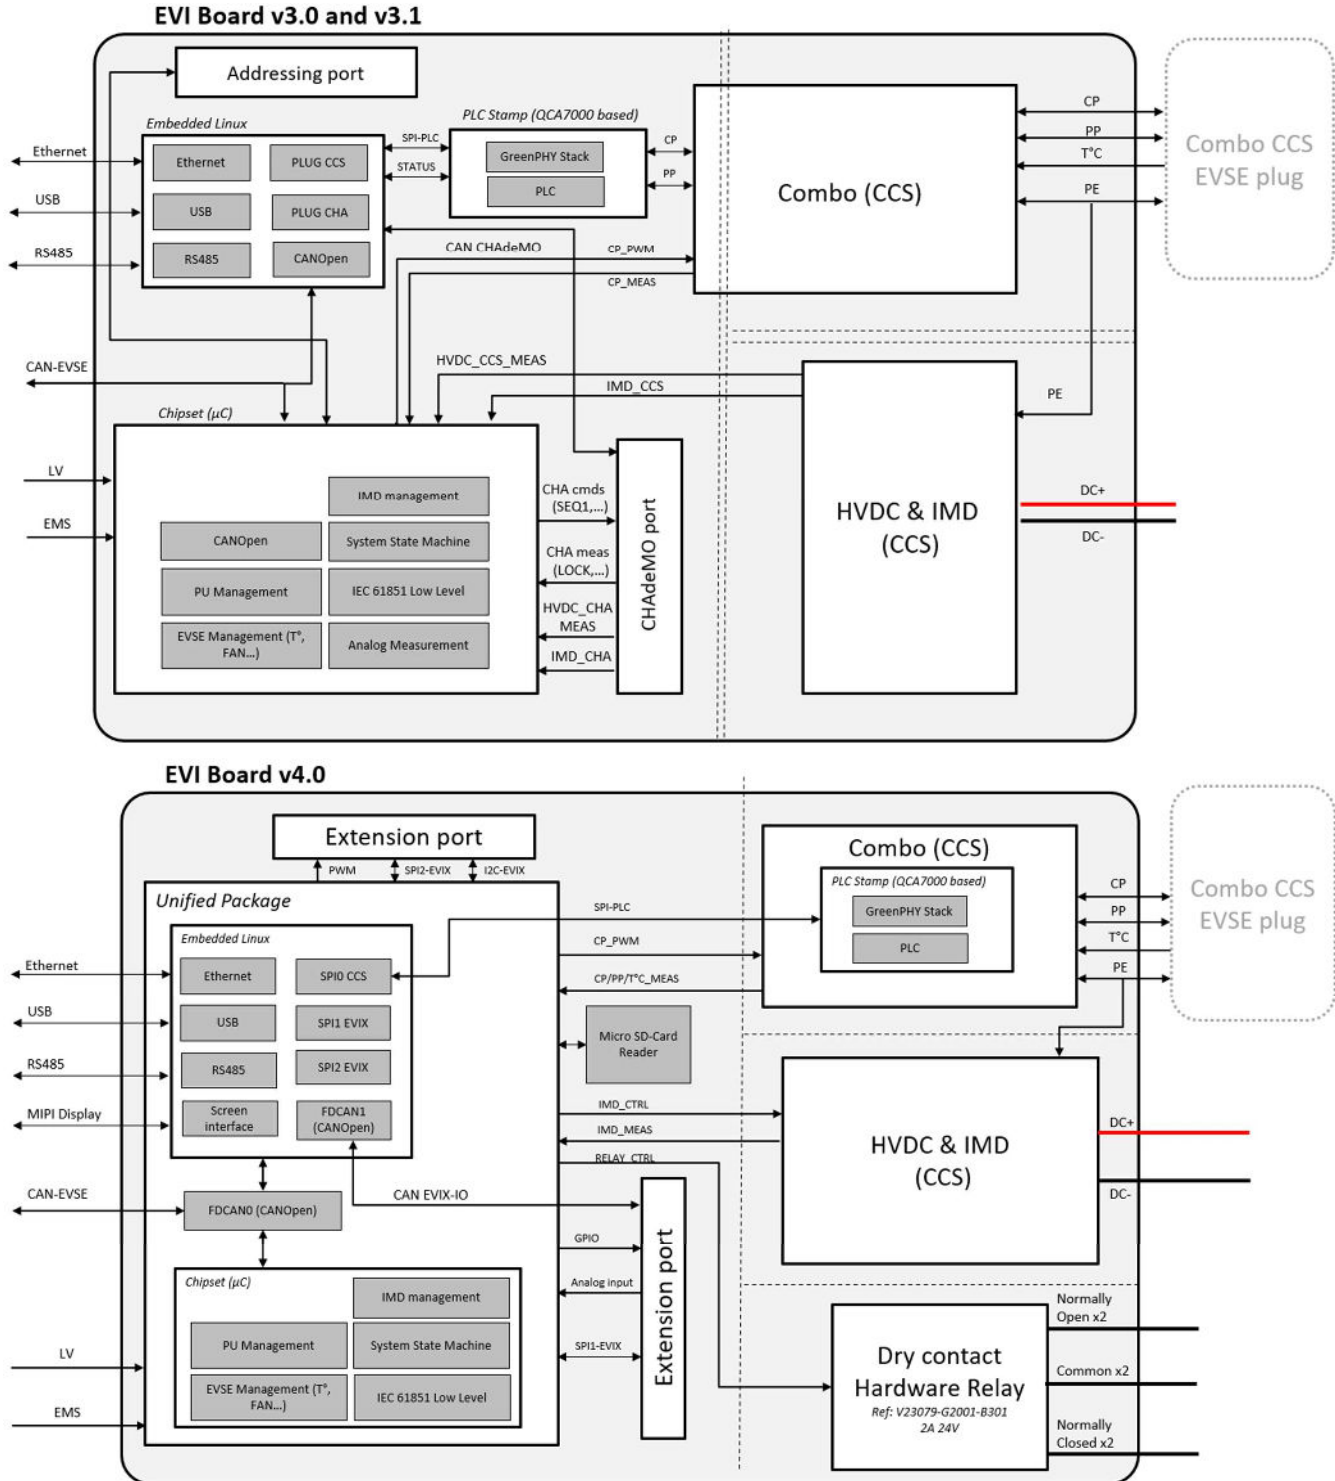 EVI Board v3.0 and v3.1
Addressing port
Embedded Linux
PLC Stamp (QCA7000 based)
Ethernet
Ethernet
PLUG CCS
SPI-PLC
STATUS
GreenPHY Stack
PLC
CP
PP
USB
USB
PLUG CHA
RS485
RS485
CANOpen
CAN CHAdeMO
CP_PWM
CP_MEAS
Combo (CCS)
CP
PP
T°C
PE
Combo CCS
EVSE plug
CAN-EVSE
HVDC_CCS_MEAS
IMD_CCS
PE
Chipset (µC)
LV
EMS
IMD management
CANOpen
System State Machine
PU Management
IEC 61851 Low Level
EVSE Management (T°,
FAN...)
Analog Measurement
CHA cmds
(SEQ1,...)
CHA meas
(LOCK,...)
HVDC_CHA
MEAS
IMD_CHA
CHAdeMO port
HVDC & IMD
(CCS)
DC+
DC-
EVI Board v4.0
Extension port
PWM
SPI2-EVIX
I2C-EVIX
Unified Package
Embedded Linux
Ethernet
Ethernet
SPI0 CCS
USB
USB
SPI1 EVIX
RS485
RS485
SPI2 EVIX
MIPI Display
Screen
interface
FDCAN1
(CANOpen)
CAN-EVSE
FDCAN0 (CANOpen)
CAN EVIX-IO
SPI-PLC
CP_PWM
CP/PP/T°C_MEAS
Micro SD-Card
Reader
IMD_CTRL
IMD_MEAS
RELAY_CTRL
GPIO
Analog input
SPI1-EVIX
Extension port
Chipset (µC)
IMD management
PU Management
System State Machine
EVSE Management (T°,
FAN...)
IEC 61851 Low Level
LV
EMS
Combo (CCS)
PLC Stamp (QCA7000 based)
GreenPHY Stack
PLC
CP
PP
T°C
PE
Combo CCS
EVSE plug
HVDC & IMD
(CCS)
DC+
DC-
Dry contact
Hardware Relay
Ref: V23079-G2001-B301
2A 24V
Normally
Open x2
Common x2
Normally
Closed x2